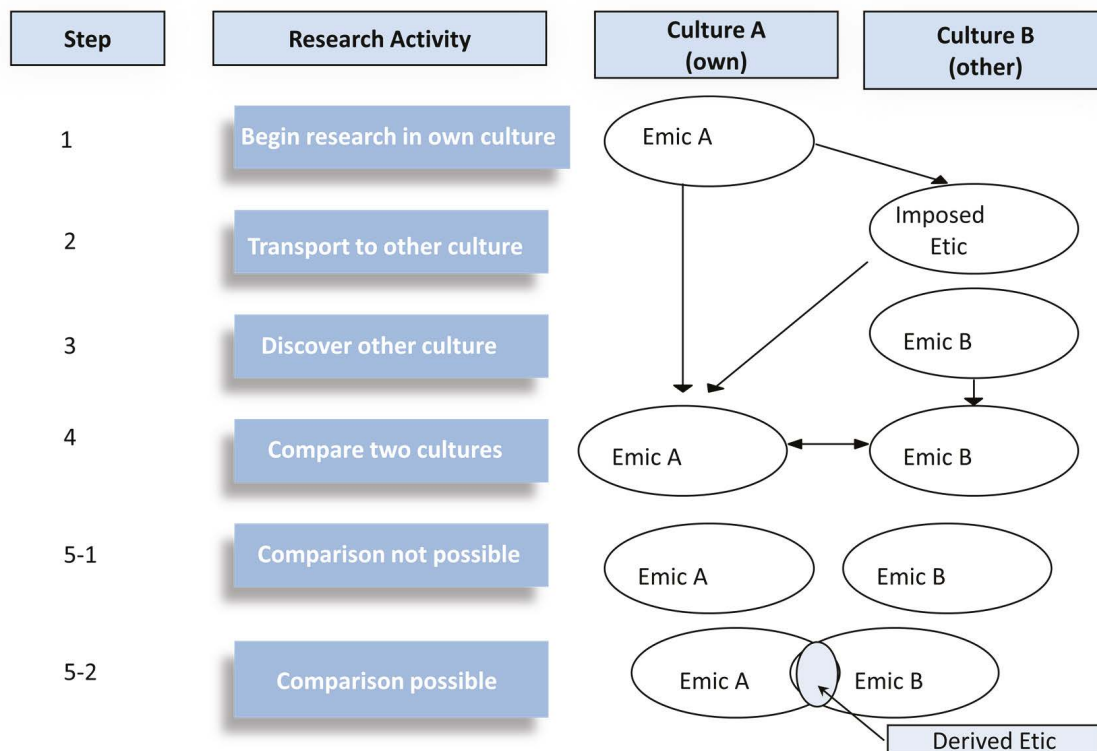 Step
Research Activity
Culture A
(own)
Culture B
(other)
1
Begin research in own culture
Emic A
2
Transport to other culture
Imposed
Etic
3
Discover other culture
Emic B
4
Compare two cultures
Emic A
Emic B
5-1
Comparison not possible
Emic A
Emic B
5-2
Comparison possible
Emic A
Emic B
Derived Etic